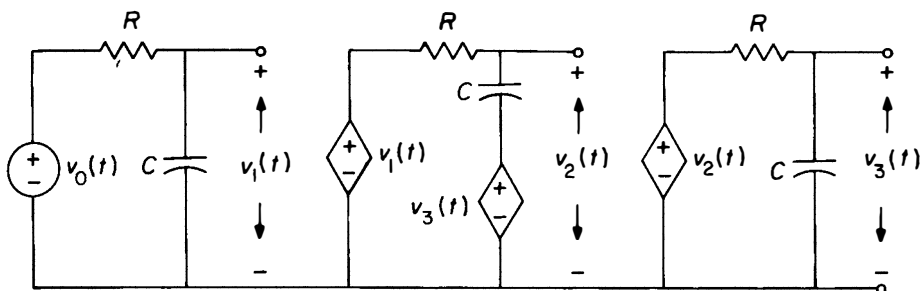 R
R
R
+
+
+
C
+
−
v₀(t)
C
v₁(t)
+
−
v₁(t)
v₂(t)
+
−
v₂(t)
C
v₃(t)
v₃(t)
+
−
−
−
−